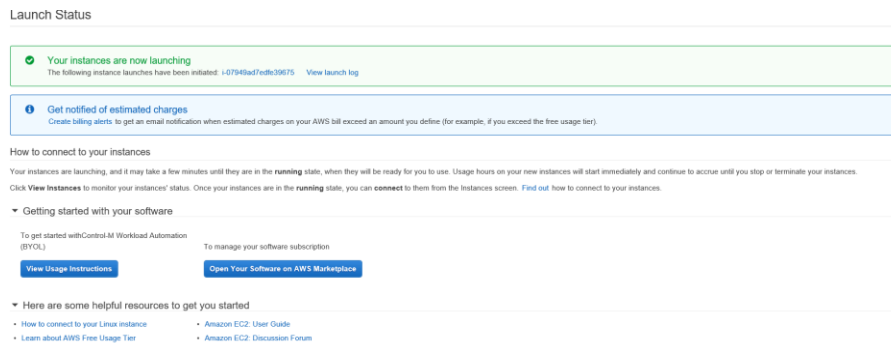 Launch Status
Your instances are now launching
The following instance launches have been initiated: i-07949ad7edfe39675 View launch log
Get notified of estimated charges
Create billing alerts to get an email notification when estimated charges on your AWS bill exceed an amount you define (for example, if you exceed the free usage tier).
How to connect to your instances
Your instances are launching, and it may take a few minutes until they are in the running state, when they will be ready for you to use. Usage hours on your new instances will start immediately and continue to accrue until you stop or terminate your instances.
Click View Instances to monitor your instances' status. Once your instances are in the running state, you can connect to them from the Instances screen. Find out how to connect to your instances.
Getting started with your software
To get started withControl-M Workload Automation
(BYOL)
To manage your software subscription
View Usage Instructions
Open Your Software on AWS Marketplace
Here are some helpful resources to get you started
• How to connect to your Linux instance
• Amazon EC2: User Guide
• Learn about AWS Free Usage Tier
• Amazon EC2: Discussion Forum